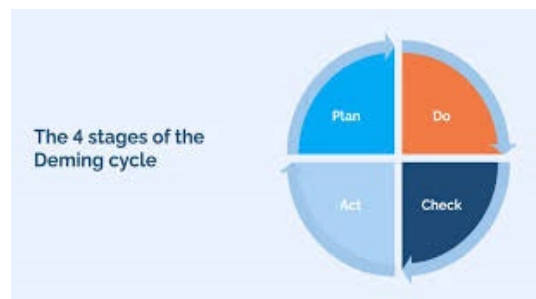 The 4 stages of the
Deming cycle
Plan
Do
Act
Check